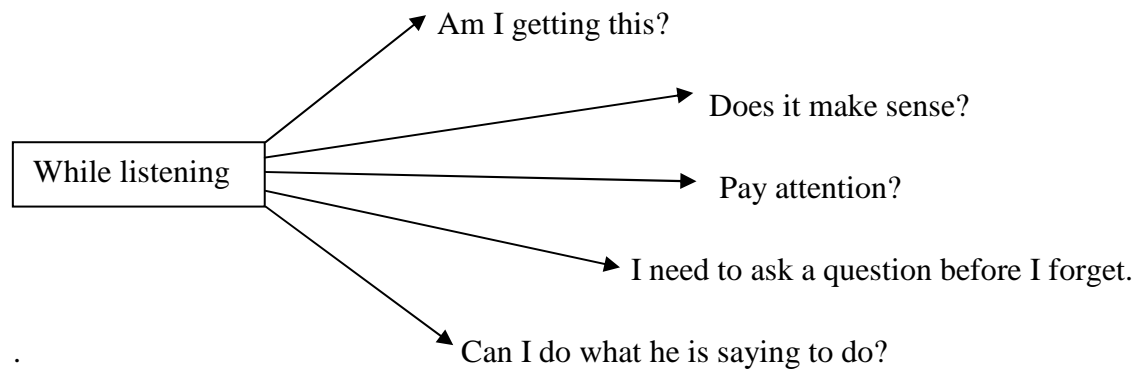 Am I getting this?
Does it make sense?
While listening
Pay attention?
I need to ask a question before I forget.
.
Can I do what he is saying to do?